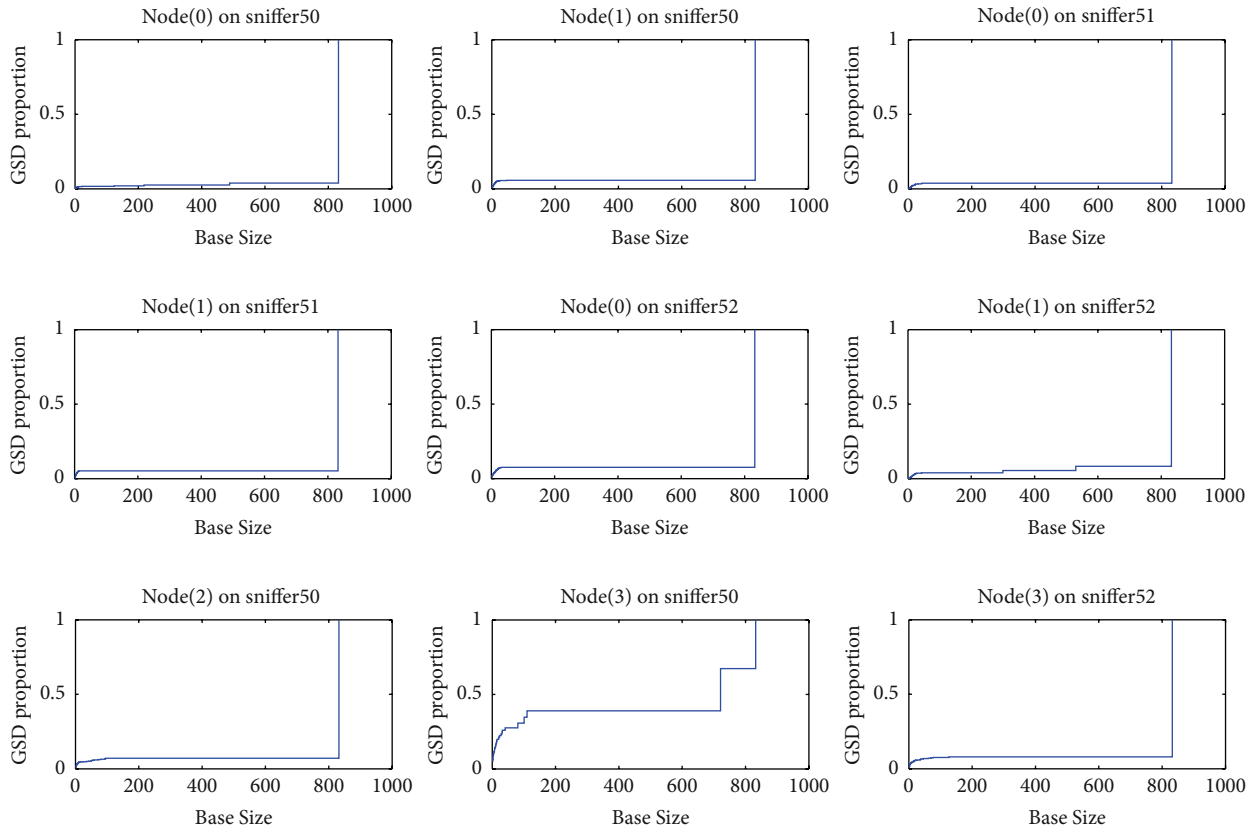 Node(0) on sniffer50
1
0.5
0
GSD proportion
0 200 400 600 800 1000
Base Size
Node(1) on sniffer50
1
0.5
0
GSD proportion
0 200 400 600 800 1000
Base Size
Node(0) on sniffer51
1
0.5
0
GSD proportion
0 200 400 600 800 1000
Base Size
Node(1) on sniffer51
1
0.5
0
GSD proportion
0 200 400 600 800 1000
Base Size
Node(0) on sniffer52
1
0.5
0
GSD proportion
0 200 400 600 800 1000
Base Size
Node(1) on sniffer52
1
0.5
0
GSD proportion
0 200 400 600 800 1000
Base Size
Node(2) on sniffer50
1
0.5
0
GSD proportion
0 200 400 600 800 1000
Base Size
Node(3) on sniffer50
1
0.5
0
GSD proportion
0 200 400 600 800 1000
Base Size
Node(3) on sniffer52
1
0.5
0
GSD proportion
0 200 400 600 800 1000
Base Size